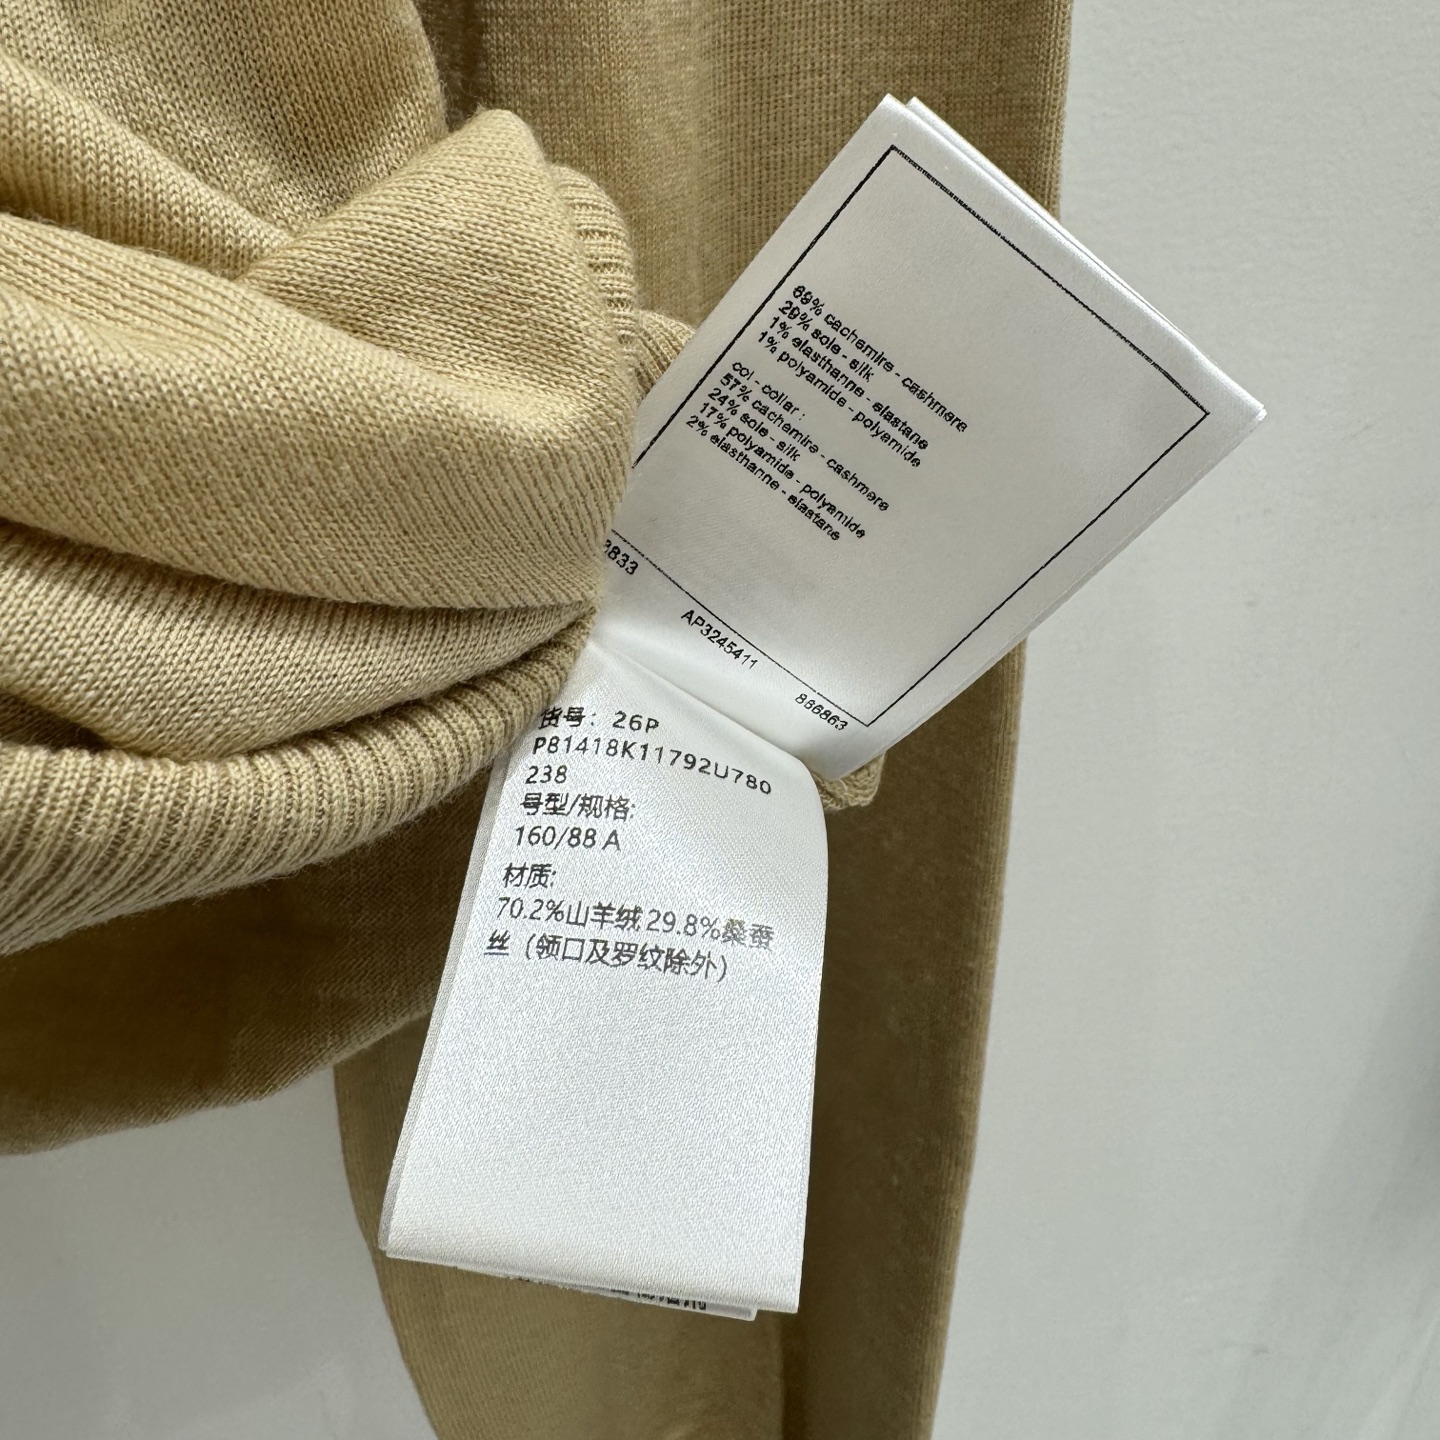 69% cachemire - cashmere
29% soie - silk
1% elasthanne - elastane
1% polyamide - polyamide
col - collar :
57% cachemire - cashmere
24% soie - silk
17% polyamide - polyamide
2% elasthanne - elastane
3833
AP3245411
866863
货号：26P
P81418K11792U780
238
号型/规格:
160/88 A
材质:
70.2%山羊绒 29.8%桑蚕
丝（领口及罗纹除外）